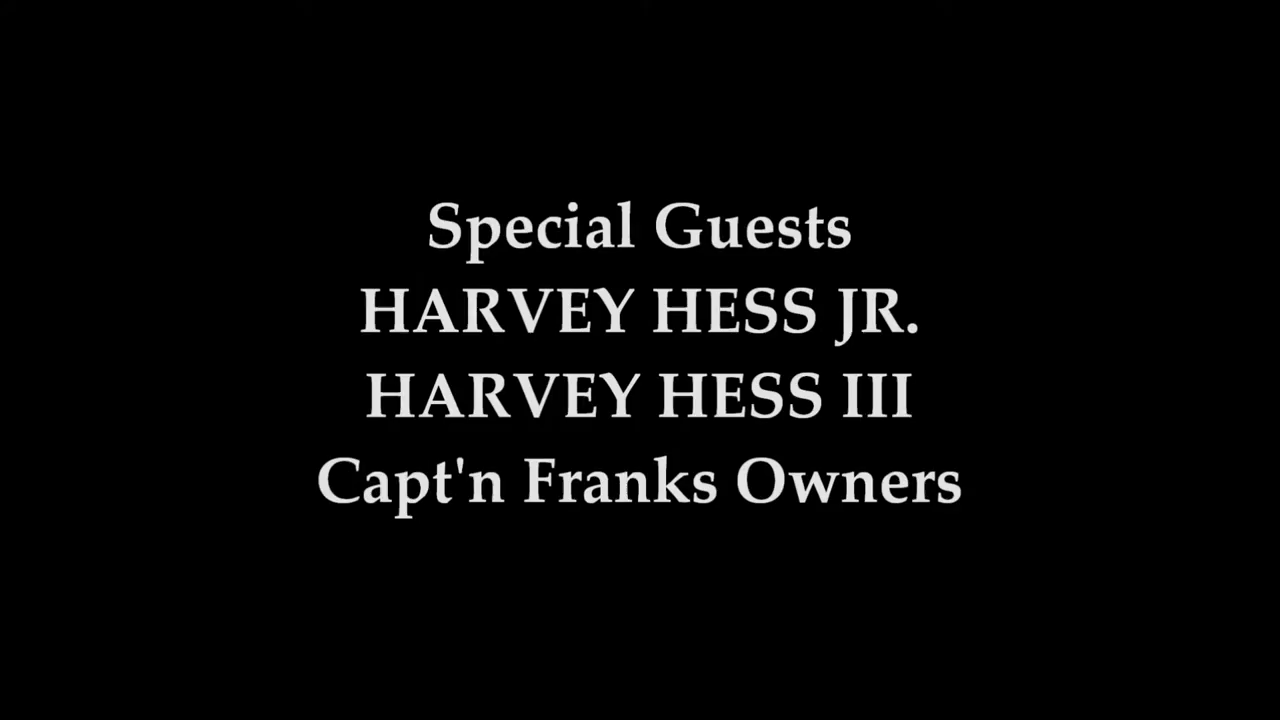 Special Guests
HARVEY HESS JR.
HARVEY HESS III
Capt'n Franks Owners